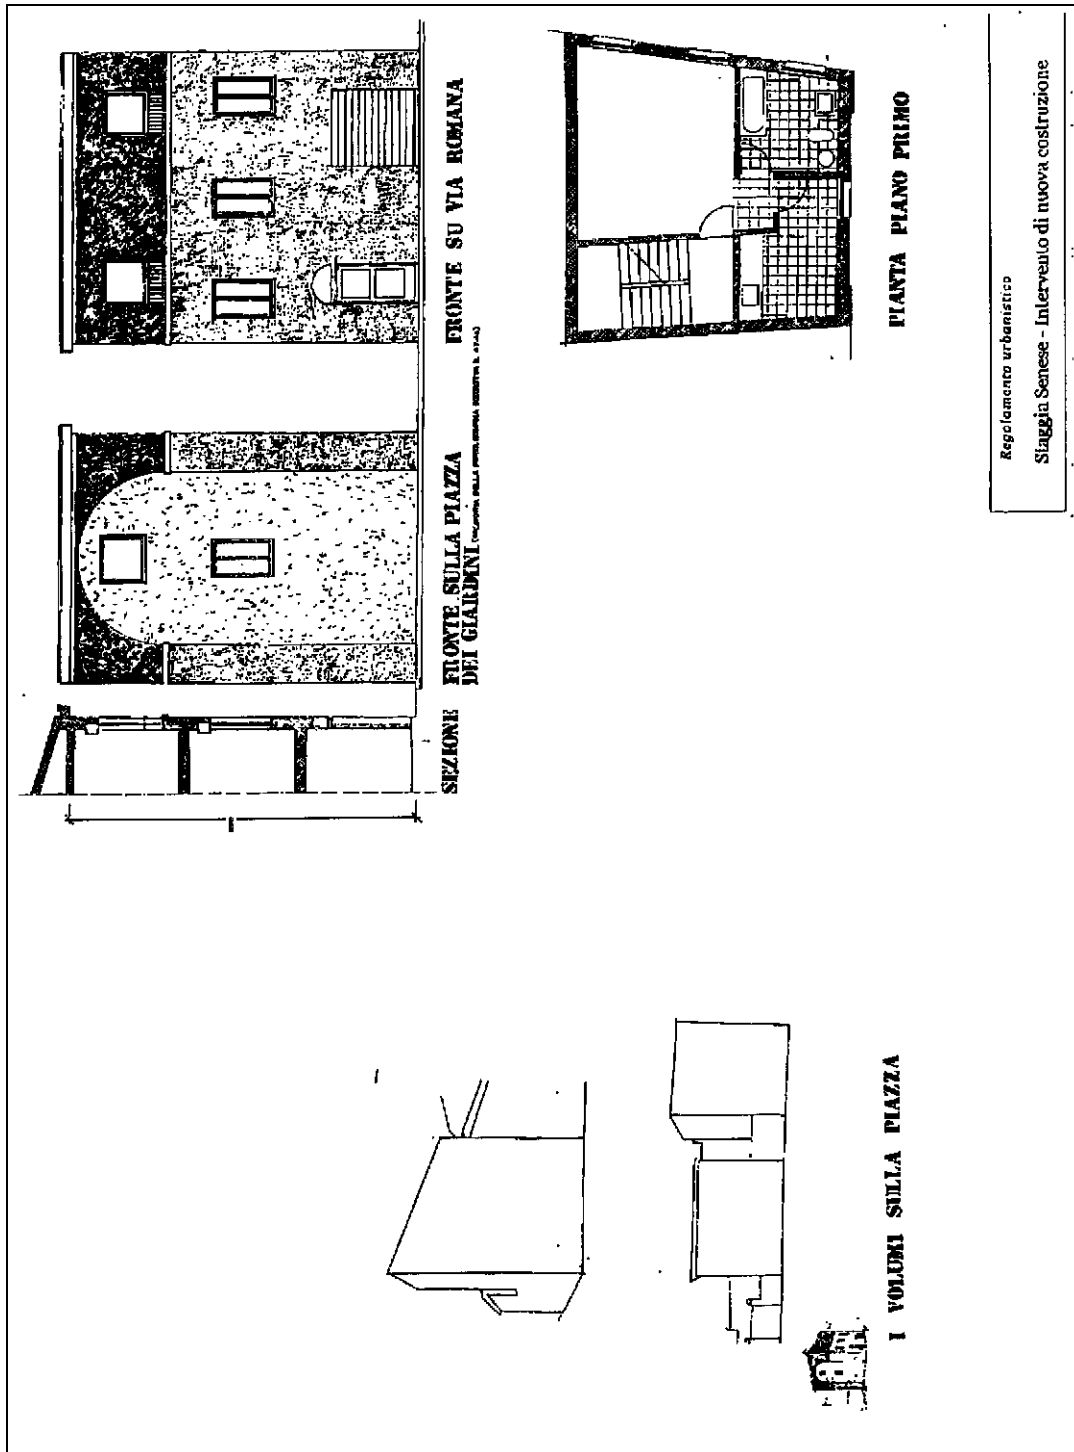 SEZIONE
FRONTE SULLA PIAZZA
DEI GIARDINI
FRONTE SU VIA ROMANA
PIANTA PIANO PRIMO
I VOLUMI SULLA PIAZZA
Regolamento urbanistico
Staggia Senese - Intervento di nuova costruzione